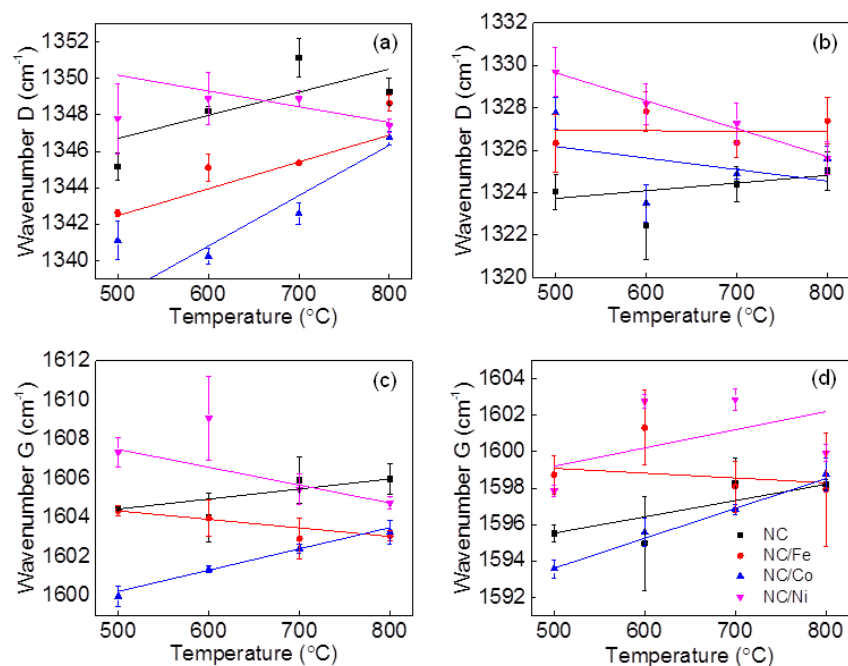 (a)
Wavenumber D (cm⁻¹)
1352
1350
1348
1346
1344
1342
1340
500 600 700 800
Temperature (°C)
(b)
Wavenumber D (cm⁻¹)
1332
1330
1328
1326
1324
1322
1320
500 600 700 800
Temperature (°C)
(c)
Wavenumber G (cm⁻¹)
1612
1610
1608
1606
1604
1602
1600
500 600 700 800
Temperature (°C)
(d)
Wavenumber G (cm⁻¹)
1604
1602
1600
1598
1596
1594
1592
500 600 700 800
Temperature (°C)
NC
NC/Fe
NC/Co
NC/Ni